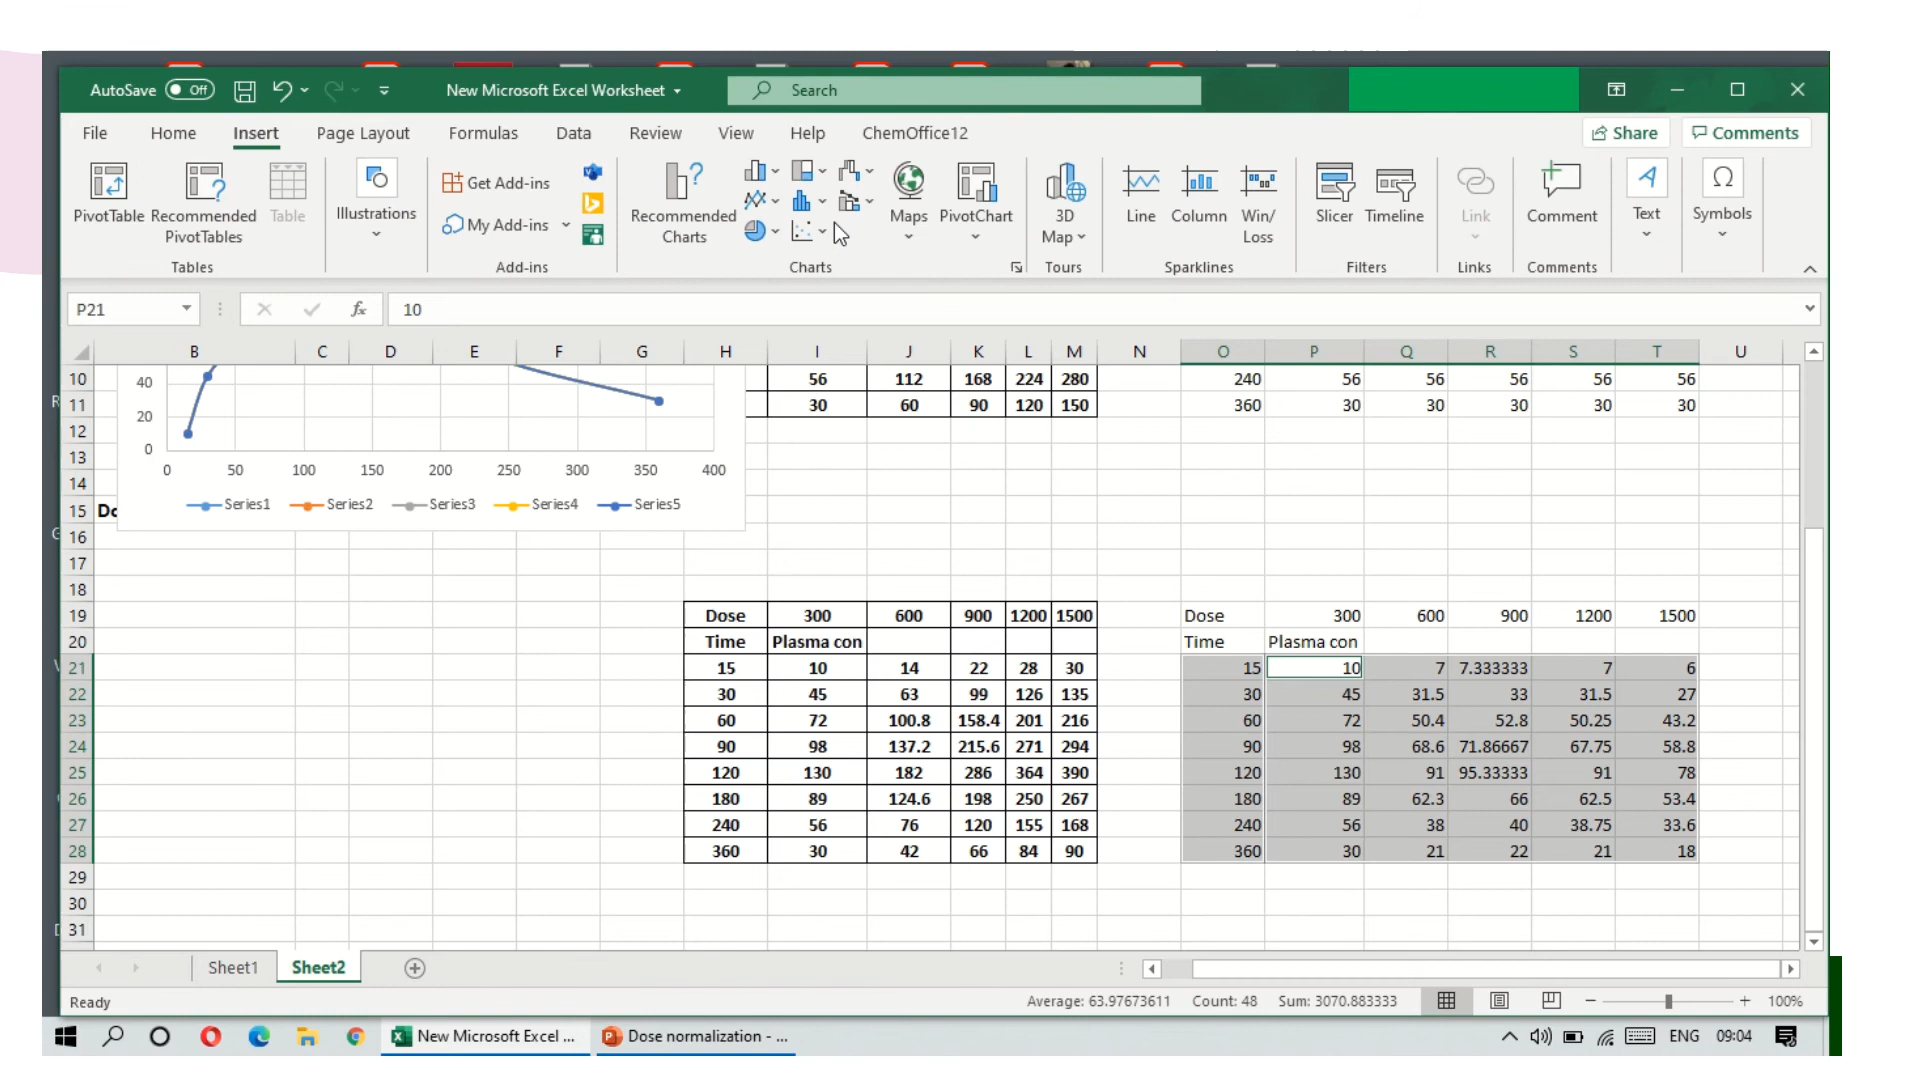 AutoSave Off New Microsoft Excel Worksheet Search
File Home Insert Page Layout Formulas Data Review View Help ChemOffice12 Share Comments
PivotTable Recommended PivotTables Table
Illustrations
Get Add-ins
My Add-ins
Recommended Charts
Maps PivotChart
3D Map
Line Column Win/Loss
Slicer Timeline
Link
Comment
Text
Symbols
Tables Add-ins Charts Tours Sparklines Filters Links Comments
P21 fx 10
B C D E F G H I J K L M N O P Q R S T U
10 56 112 168 224 280 240 56 56 56 56 56
11 30 60 90 120 150 360 30 30 30 30 30
12
13
14
15 Do
16
17
18
40
20
0
0 50 100 150 200 250 300 350 400
Series1 Series2 Series3 Series4 Series5
19 Dose 300 600 900 1200 1500 Dose 300 600 900 1200 1500
20 Time Plasma con Time Plasma con
21 15 10 14 22 28 30 15 10 7 7.333333 7 6
22 30 45 63 99 126 135 30 45 31.5 33 31.5 27
23 60 72 100.8 158.4 201 216 60 72 50.4 52.8 50.25 43.2
24 90 98 137.2 215.6 271 294 90 98 68.6 71.86667 67.75 58.8
25 120 130 182 286 364 390 120 130 91 95.33333 91 78
26 180 89 124.6 198 250 267 180 89 62.3 66 62.5 53.4
27 240 56 76 120 155 168 240 56 38 40 38.75 33.6
28 360 30 42 66 84 90 360 30 21 22 21 18
29
30
31
Sheet1 Sheet2
Ready Average: 63.97673611 Count: 48 Sum: 3070.883333 100%
New Microsoft Excel ... Dose normalization - ... ENG 09:04